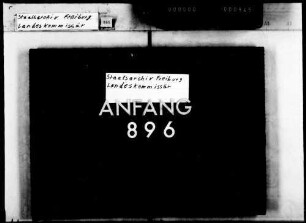 Staatsarchiv Freiburg
Landeskommissär
Staatsarchiv Freiburg
Landeskommissär
ANFANG
896